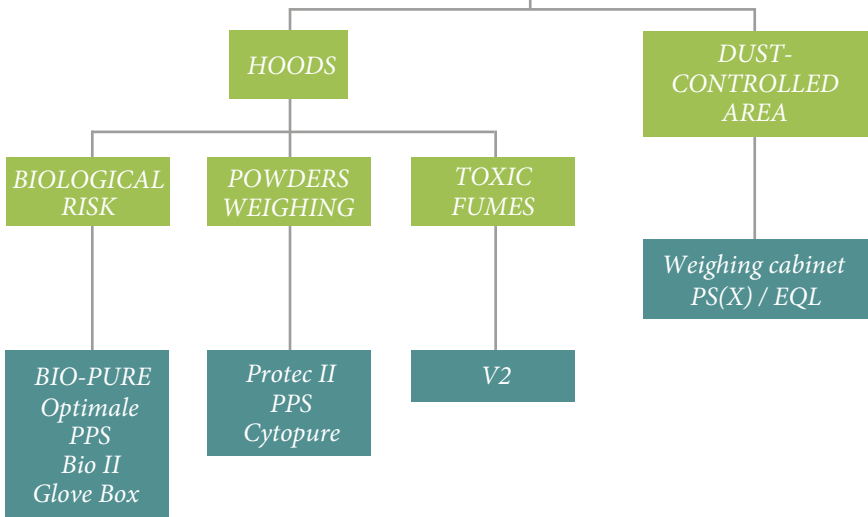 HOODS
DUST-
CONTROLLED
AREA
BIOLOGICAL
RISK
POWDERS
WEIGHING
TOXIC
FUMES
Weighing cabinet
PS(X) / EQL
BIO-PURE
Optimale
PPS
Bio II
Glove Box
Protec II
PPS
Cytopure
V2